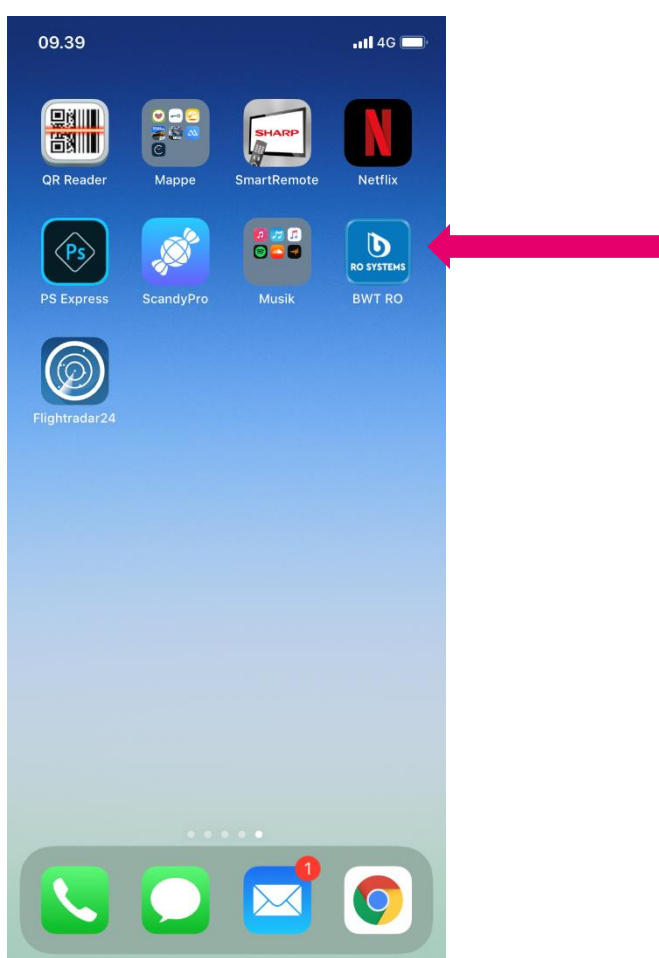 09.39
4G
SHARP
QR Reader
Mappe
SmartRemote
Netflix
Ps
RO SYSTEMS
PS Express
ScandyPro
Musik
BWT RO
Flightradar24
1